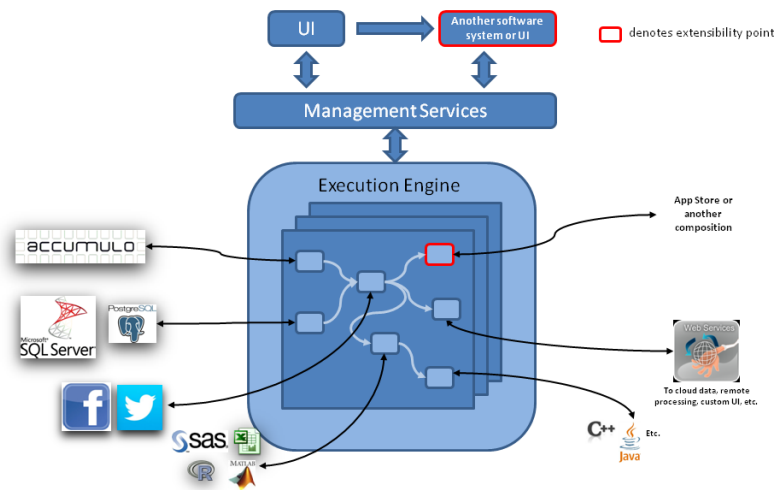 UI
Another software
system or UI
denotes extensibility point
Management Services
Execution Engine
App Store or
another
composition
accumulo
Microsoft®
SQL Server
PostgreSQL
Web Services
To cloud data, remote
processing, custom UI, etc.
f
sas
R
MATLAB
C++
Java
Etc.